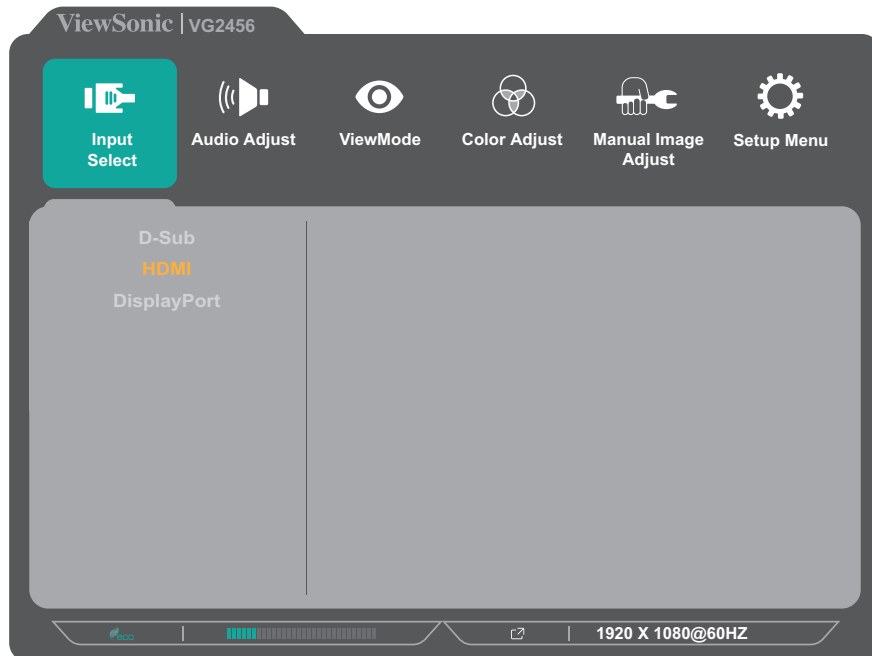 ViewSonic | VG2456
Input
Select
Audio Adjust
ViewMode
Color Adjust
Manual Image
Adjust
Setup Menu
D-Sub
HDMI
DisplayPort
eco
1920 X 1080@60HZ